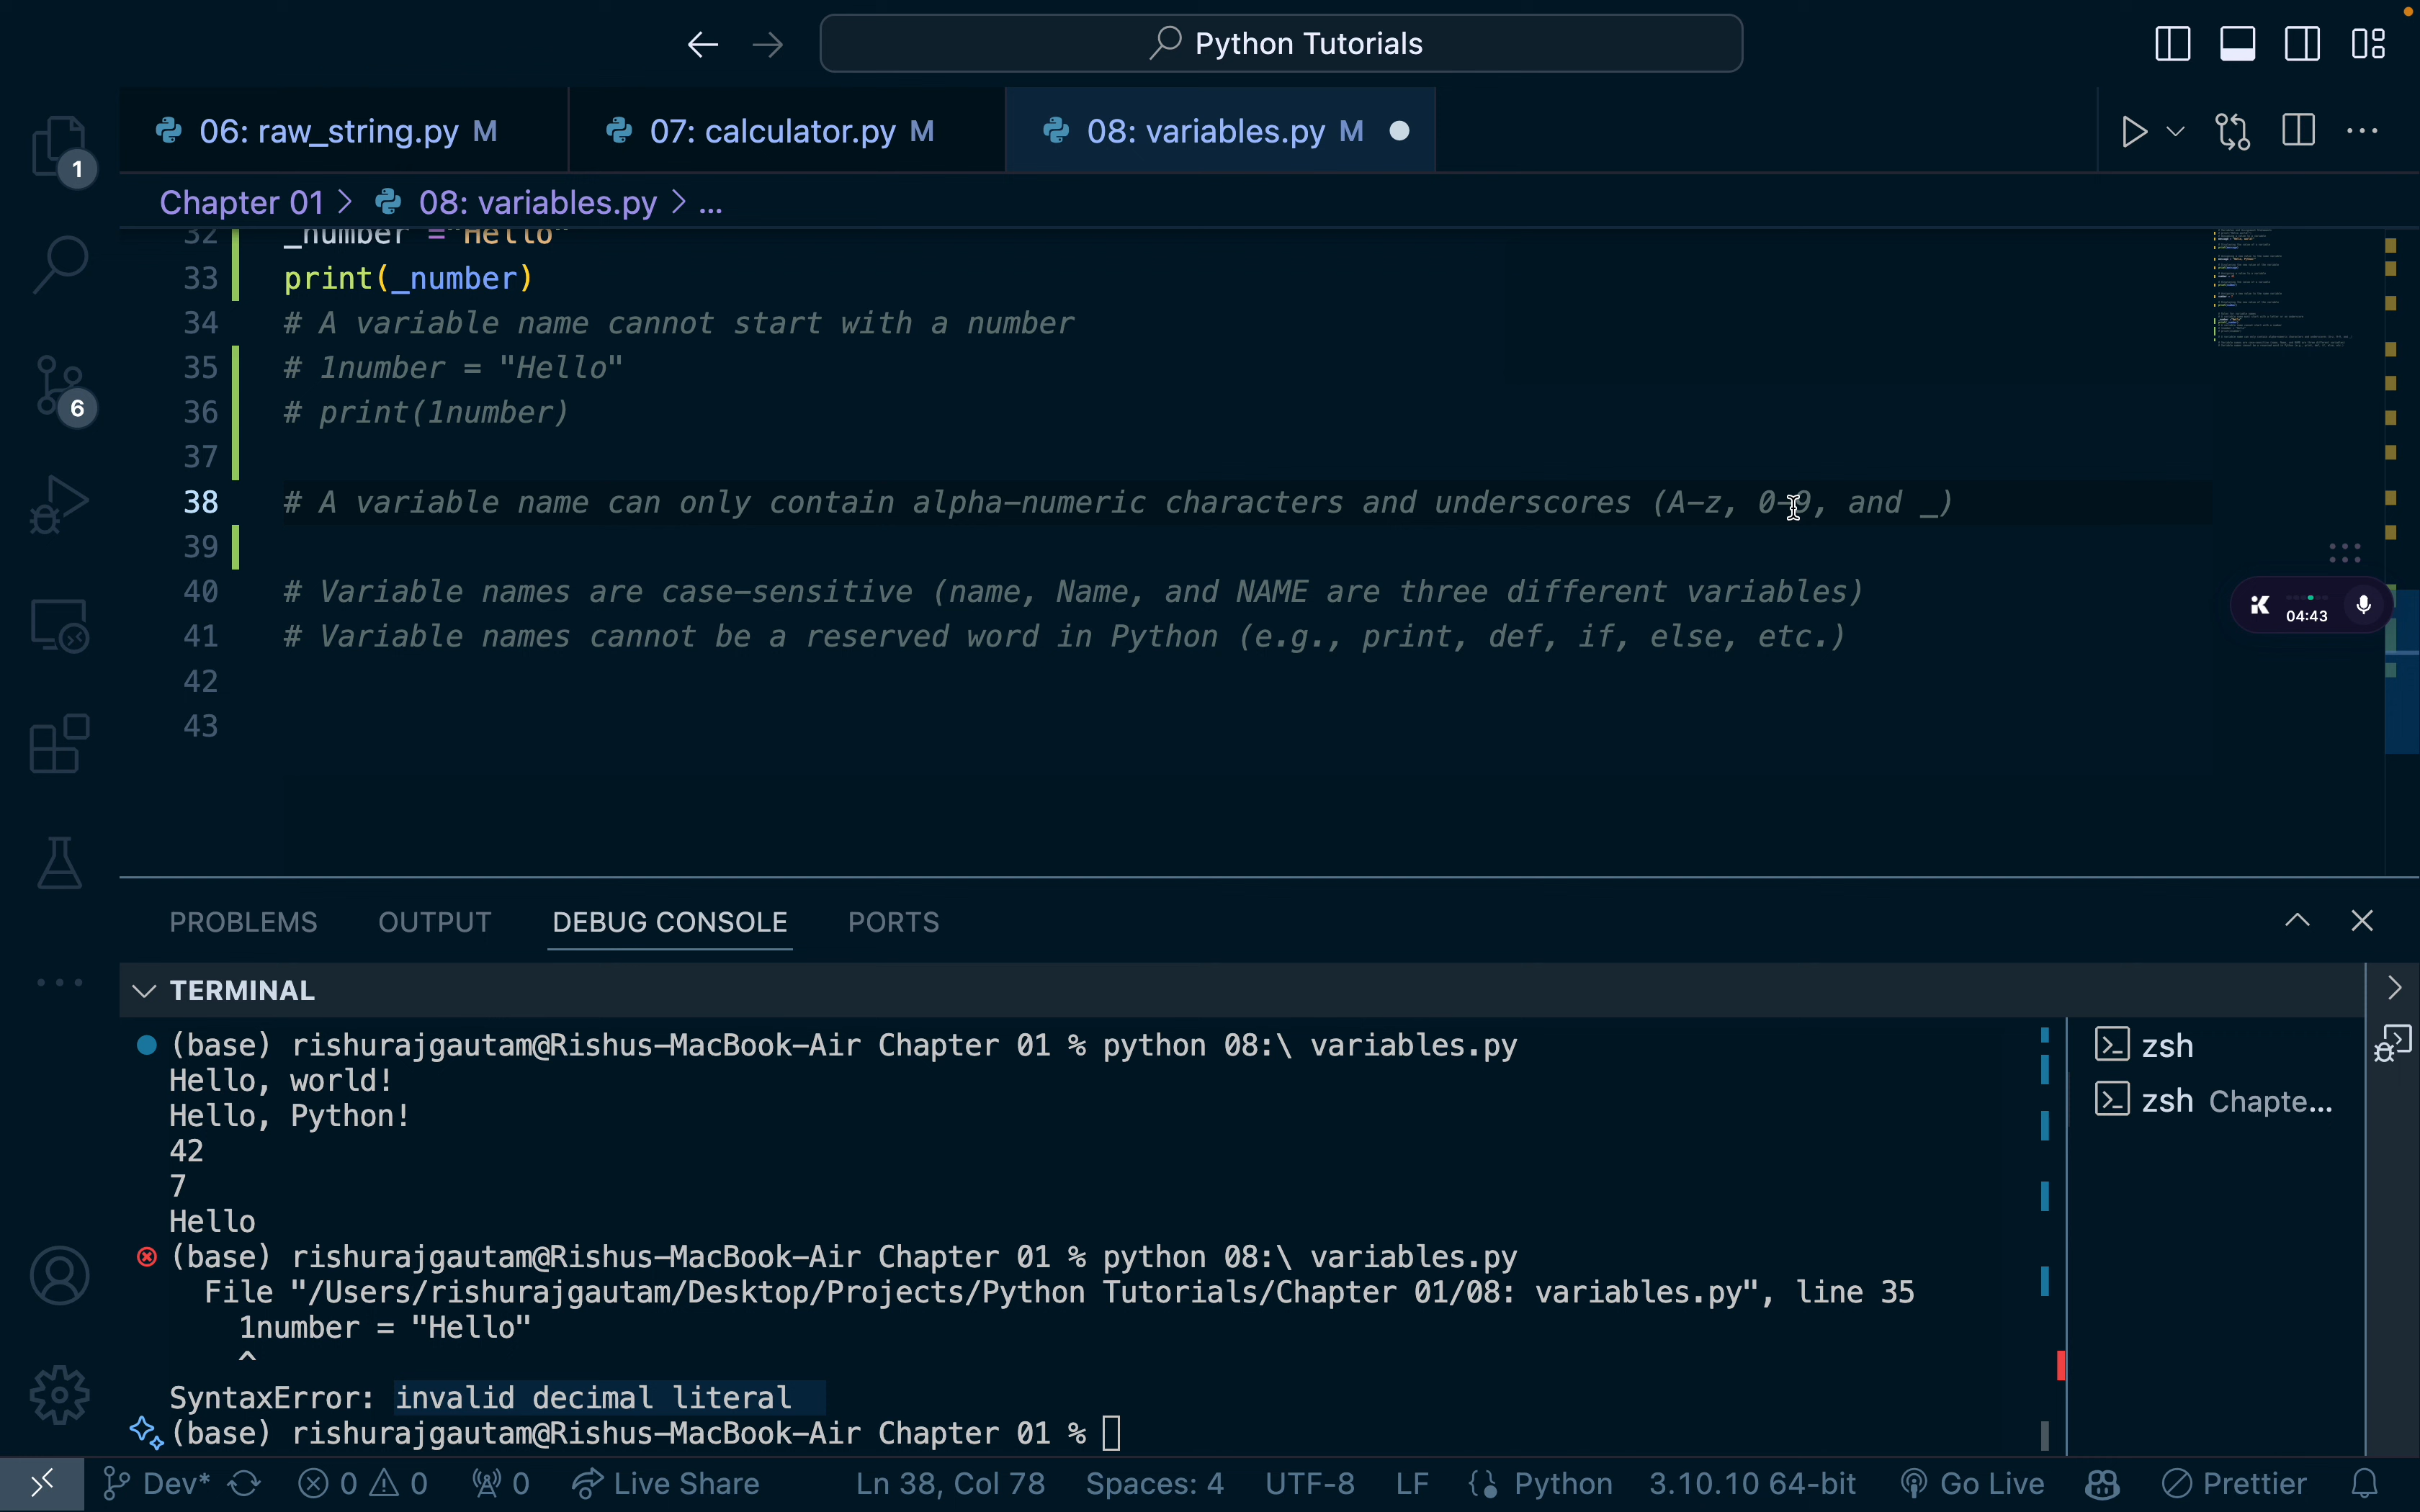 Python Tutorials
06: raw_string.py M
07: calculator.py M
08: variables.py M
1
Chapter 01 > 08: variables.py > ...
32 _number ="Hello"
33 print(_number)
34 # A variable name cannot start with a number
35 # 1number = "Hello"
36 # print(1number)
37
38 # A variable name can only contain alpha-numeric characters and underscores (A-z, 0-9, and _)
39
40 # Variable names are case-sensitive (name, Name, and NAME are three different variables)
41 # Variable names cannot be a reserved word in Python (e.g., print, def, if, else, etc.)
42
43
6
04:43
PROBLEMS OUTPUT DEBUG CONSOLE PORTS
TERMINAL
(base) rishurajgautam@Rishus-MacBook-Air Chapter 01 % python 08:\ variables.py
Hello, world!
Hello, Python!
42
7
Hello
(base) rishurajgautam@Rishus-MacBook-Air Chapter 01 % python 08:\ variables.py
File "/Users/rishurajgautam/Desktop/Projects/Python Tutorials/Chapter 01/08: variables.py", line 35
1number = "Hello"
^
SyntaxError: invalid decimal literal
(base) rishurajgautam@Rishus-MacBook-Air Chapter 01 %
zsh
zsh Chapte...
Dev* 0 0 0 Live Share Ln 38, Col 78 Spaces: 4 UTF-8 LF Python 3.10.10 64-bit Go Live Prettier